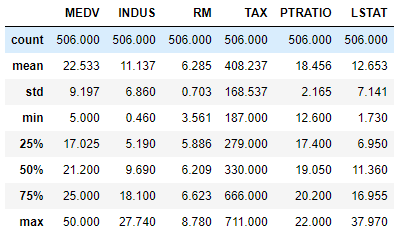 MEDV INDUS RM TAX PTRATIO LSTAT
count 506.000 506.000 506.000 506.000 506.000 506.000
mean 22.533 11.137 6.285 408.237 18.456 12.653
std 9.197 6.860 0.703 168.537 2.165 7.141
min 5.000 0.460 3.561 187.000 12.600 1.730
25% 17.025 5.190 5.886 279.000 17.400 6.950
50% 21.200 9.690 6.209 330.000 19.050 11.360
75% 25.000 18.100 6.623 666.000 20.200 16.955
max 50.000 27.740 8.780 711.000 22.000 37.970